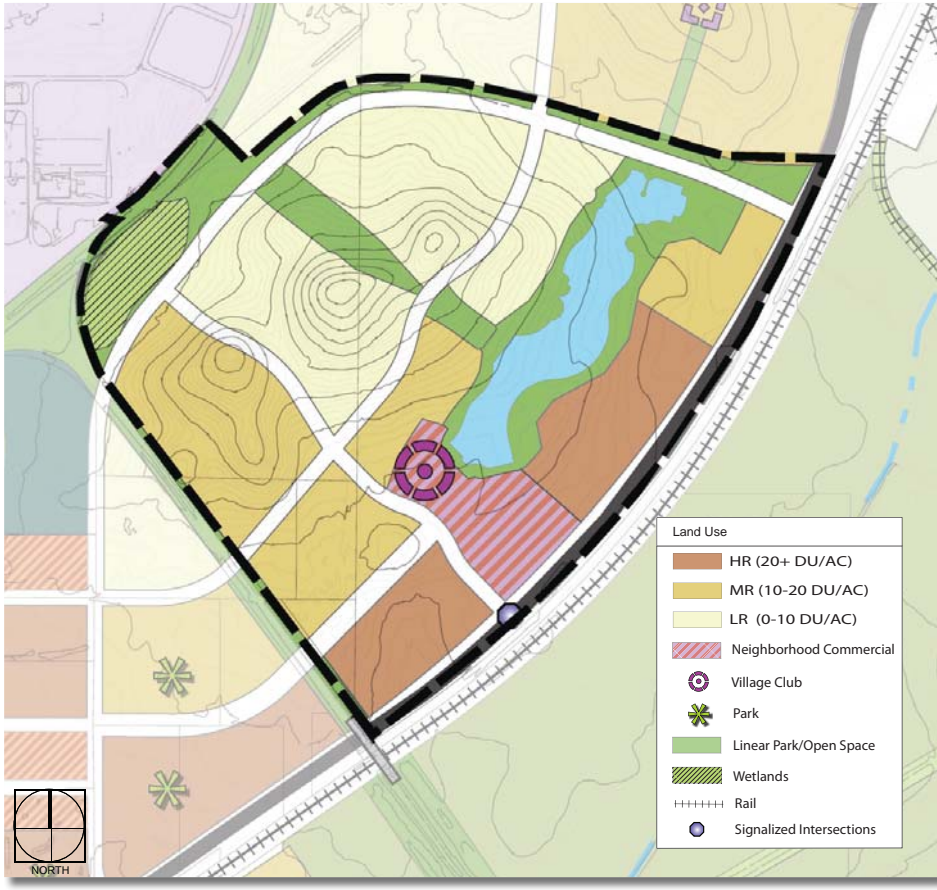 Land Use
HR (20+ DU/AC)
MR (10-20 DU/AC)
LR (0-10 DU/AC)
Neighborhood Commercial
Village Club
Park
Linear Park/Open Space
Wetlands
Rail
Signalized Intersections
NORTH